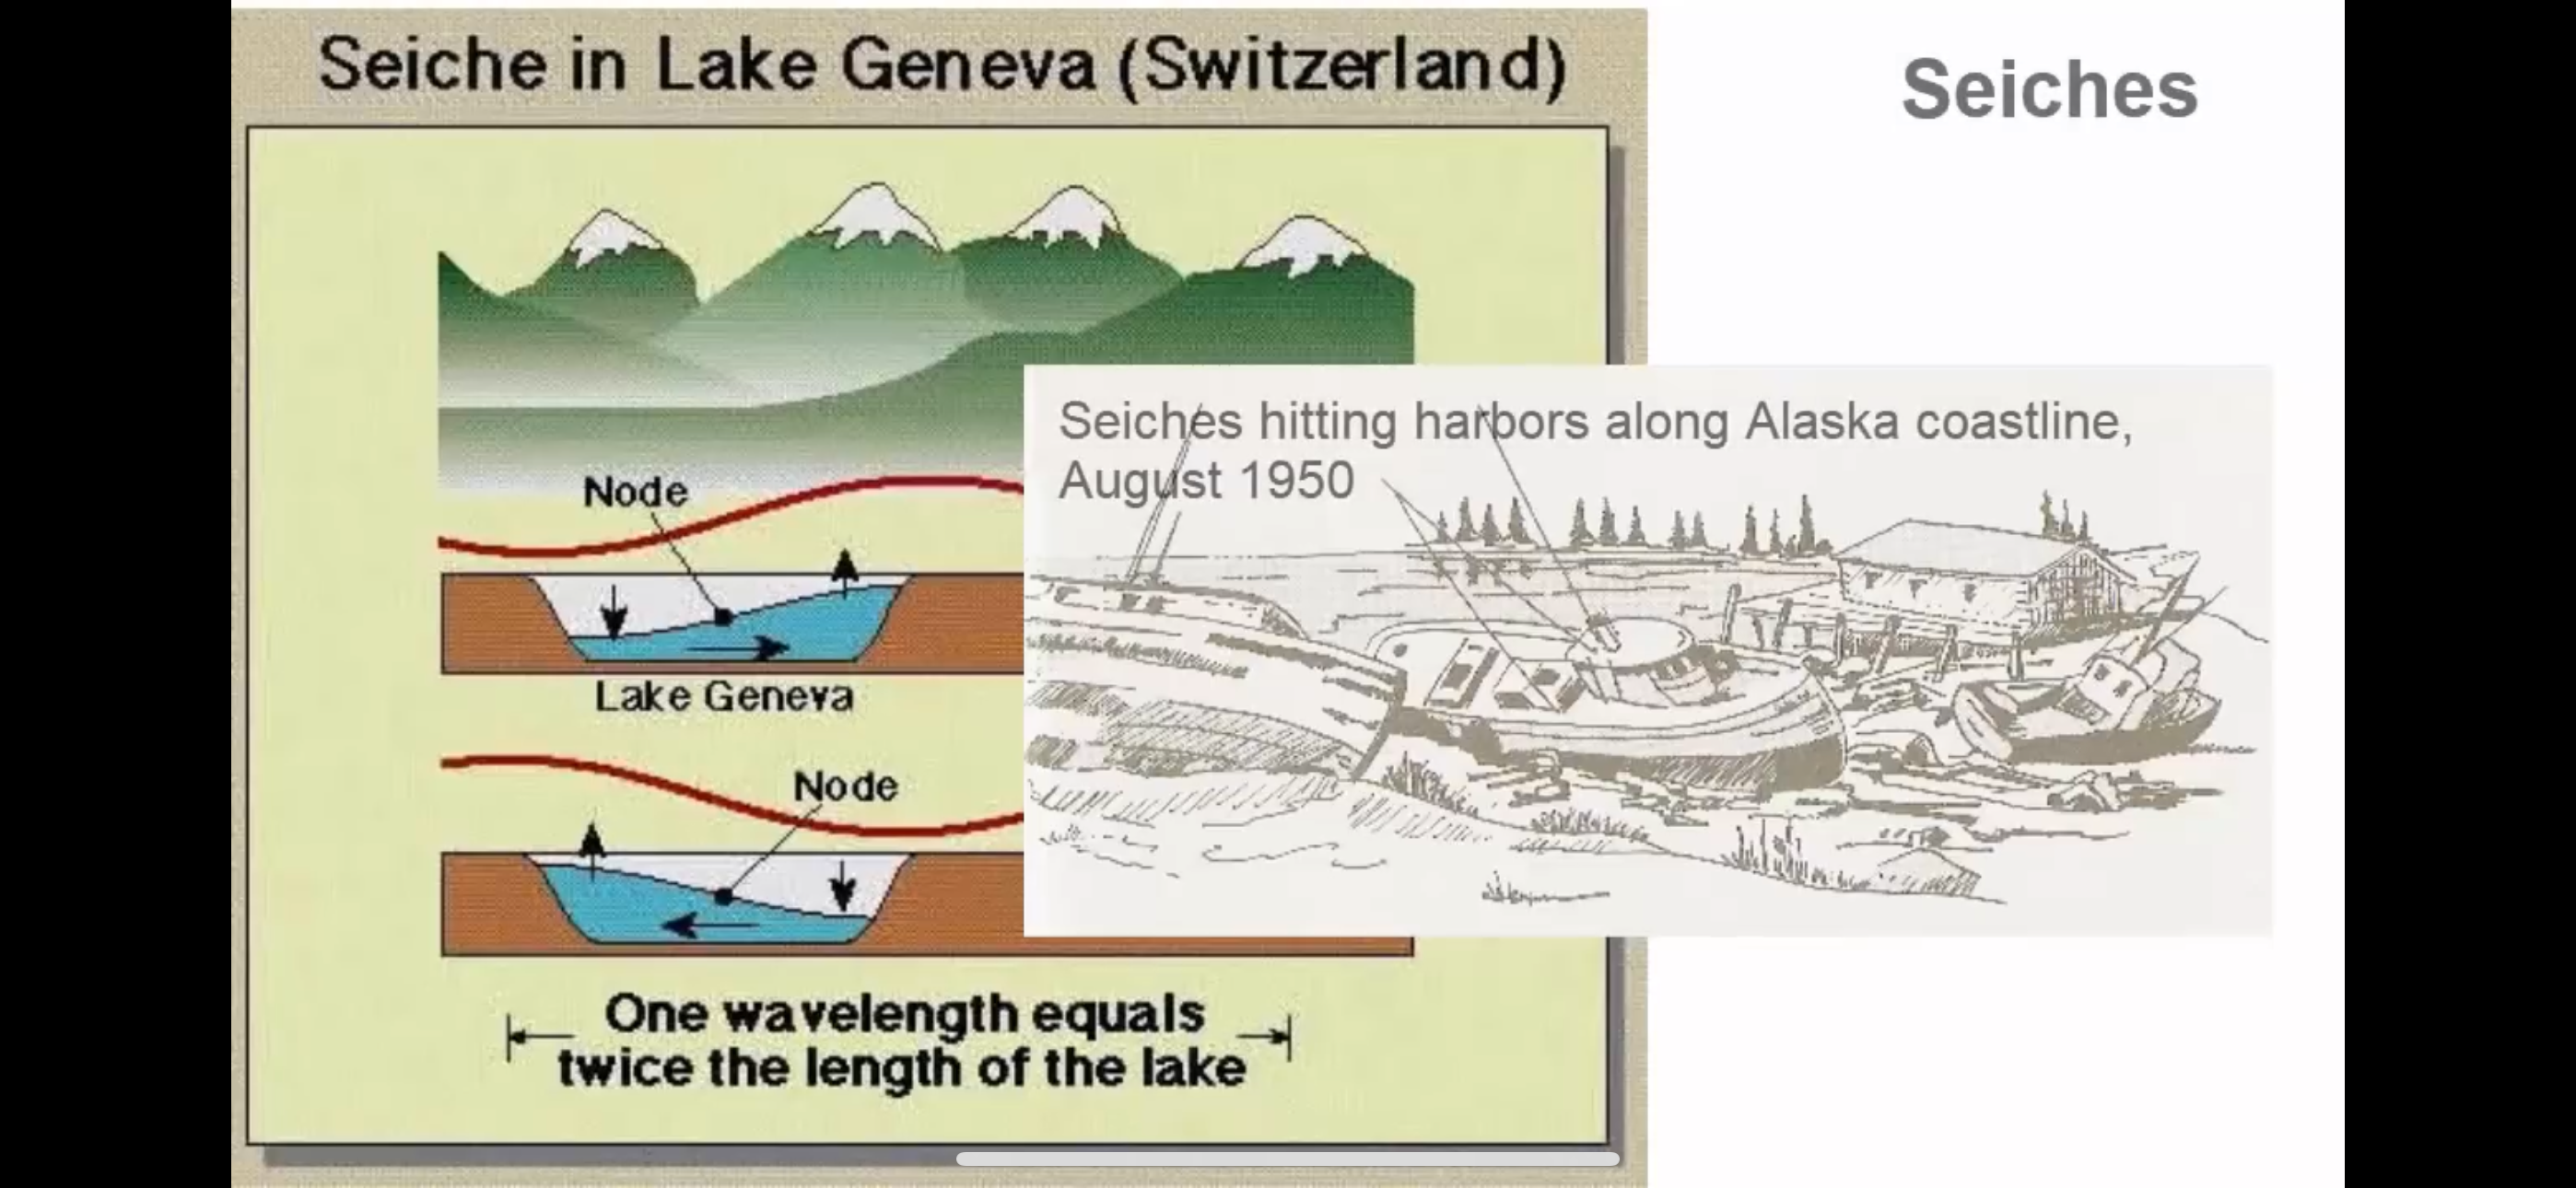 Seiche in Lake Geneva (Switzerland)
Seiches
Seiches hitting harbors along Alaska coastline,
August 1950
Node
Lake Geneva
Node
One wavelength equals
twice the length of the lake